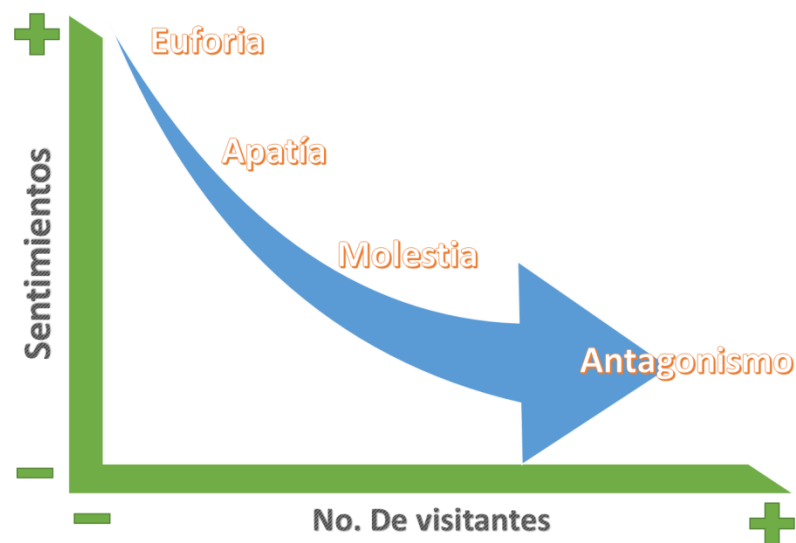 Euforia
Apatía
Molestia
Antagonismo
Sentimientos
No. De visitantes